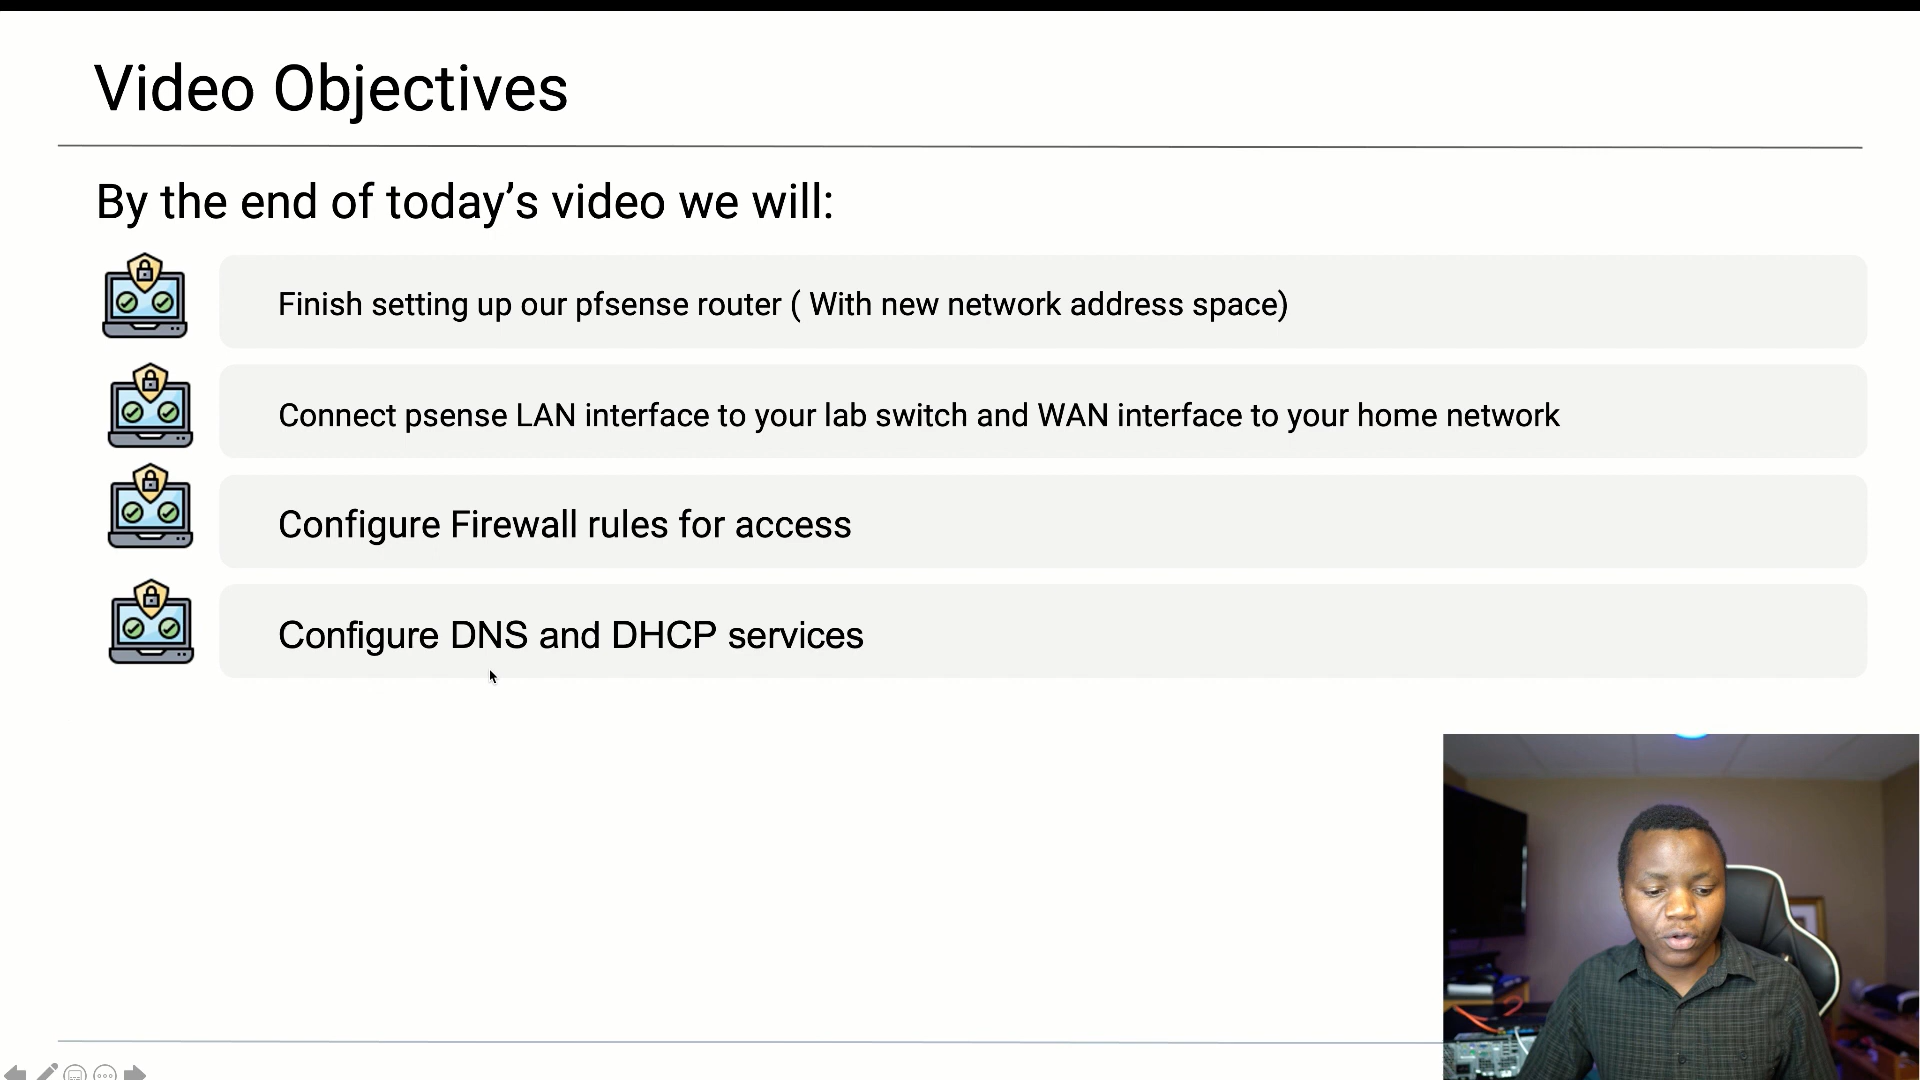 Video Objectives
By the end of today’s video we will:
Finish setting up our pfsense router ( With new network address space)
Connect psense LAN interface to your lab switch and WAN interface to your home network
Configure Firewall rules for access
Configure DNS and DHCP services